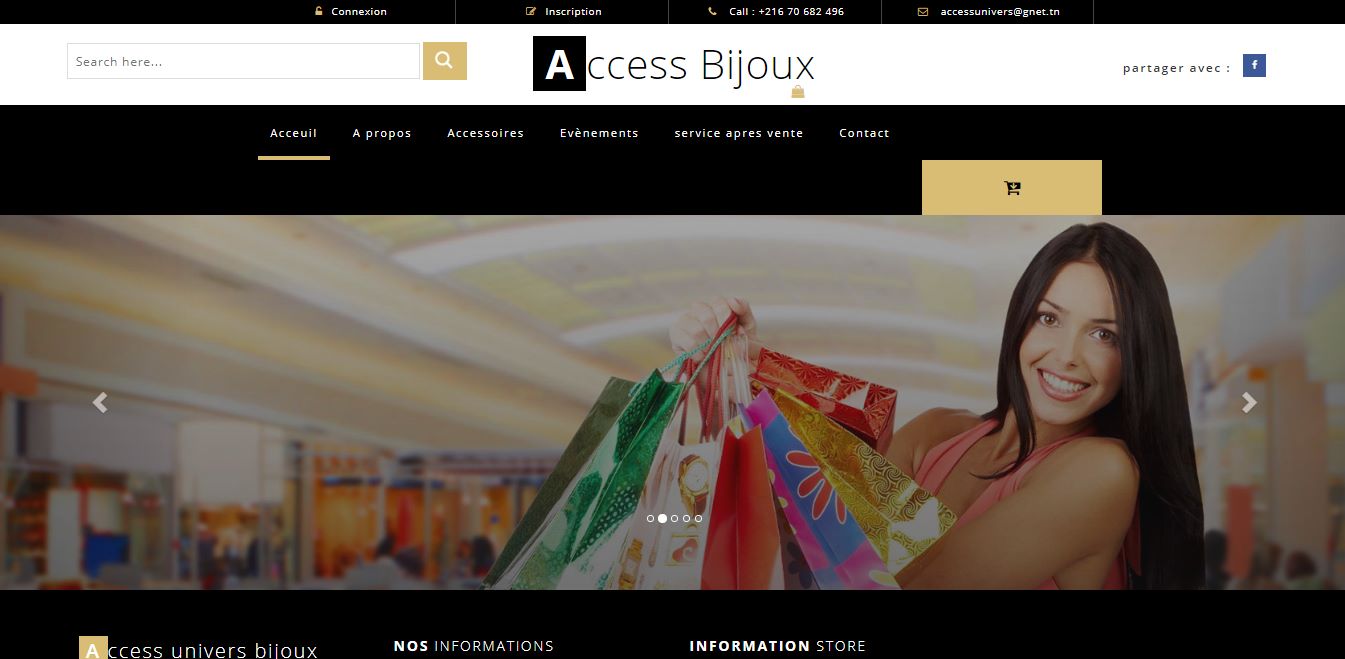 Connexion
Inscription
Call : +216 70 682 496
accessunivers@gnet.tn
Search here...
Access Bijoux
partager avec :
f
Acceuil
A propos
Accessoires
Evènements
service apres vente
Contact
Access univers bijoux
NOS INFORMATIONS
INFORMATION STORE